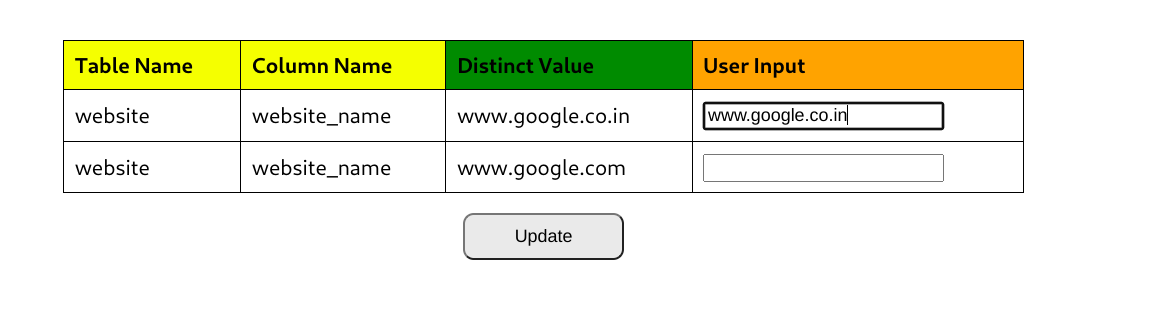 Table Name Column Name Distinct Value User Input
website website_name www.google.co.in www.google.co.in
website website_name www.google.com
Update